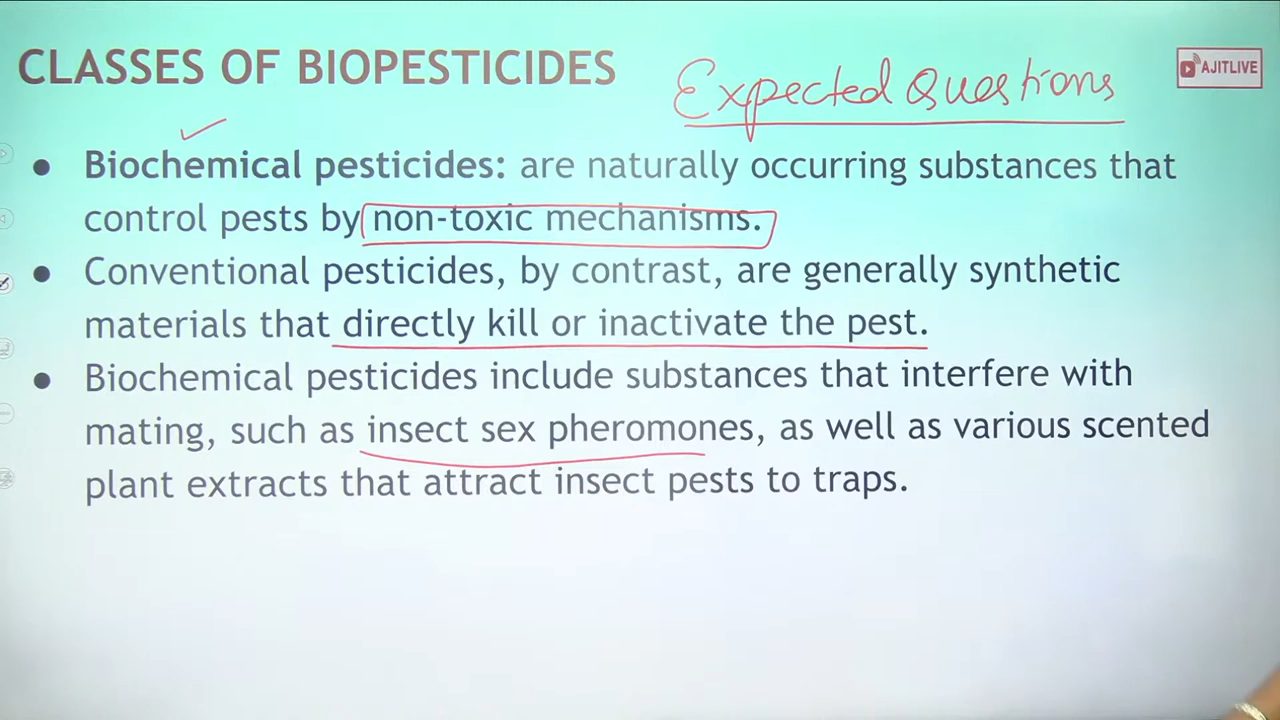 CLASSES OF BIOPESTICIDES
Expected Questions
AJITLIVE
● Biochemical pesticides: are naturally occurring substances that
control pests by non-toxic mechanisms.
● Conventional pesticides, by contrast, are generally synthetic
materials that directly kill or inactivate the pest.
● Biochemical pesticides include substances that interfere with
mating, such as insect sex pheromones, as well as various scented
plant extracts that attract insect pests to traps.